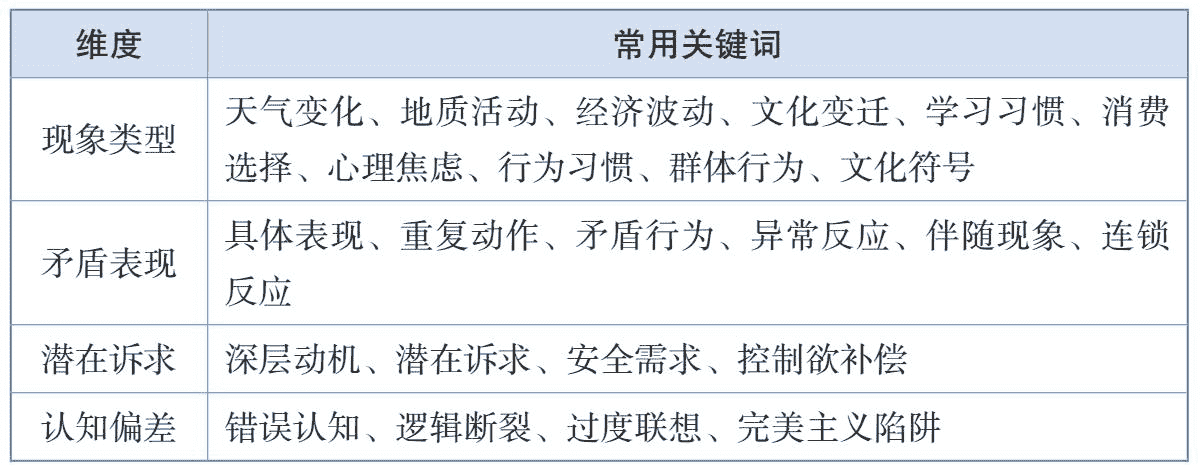 维度
常用关键词
现象类型
天气变化、地质活动、经济波动、文化变迁、学习习惯、消费
选择、心理焦虑、行为习惯、群体行为、文化符号
矛盾表现
具体表现、重复动作、矛盾行为、异常反应、伴随现象、连锁
反应
潜在诉求
深层动机、潜在诉求、安全需求、控制欲补偿
认知偏差
错误认知、逻辑断裂、过度联想、完美主义陷阱